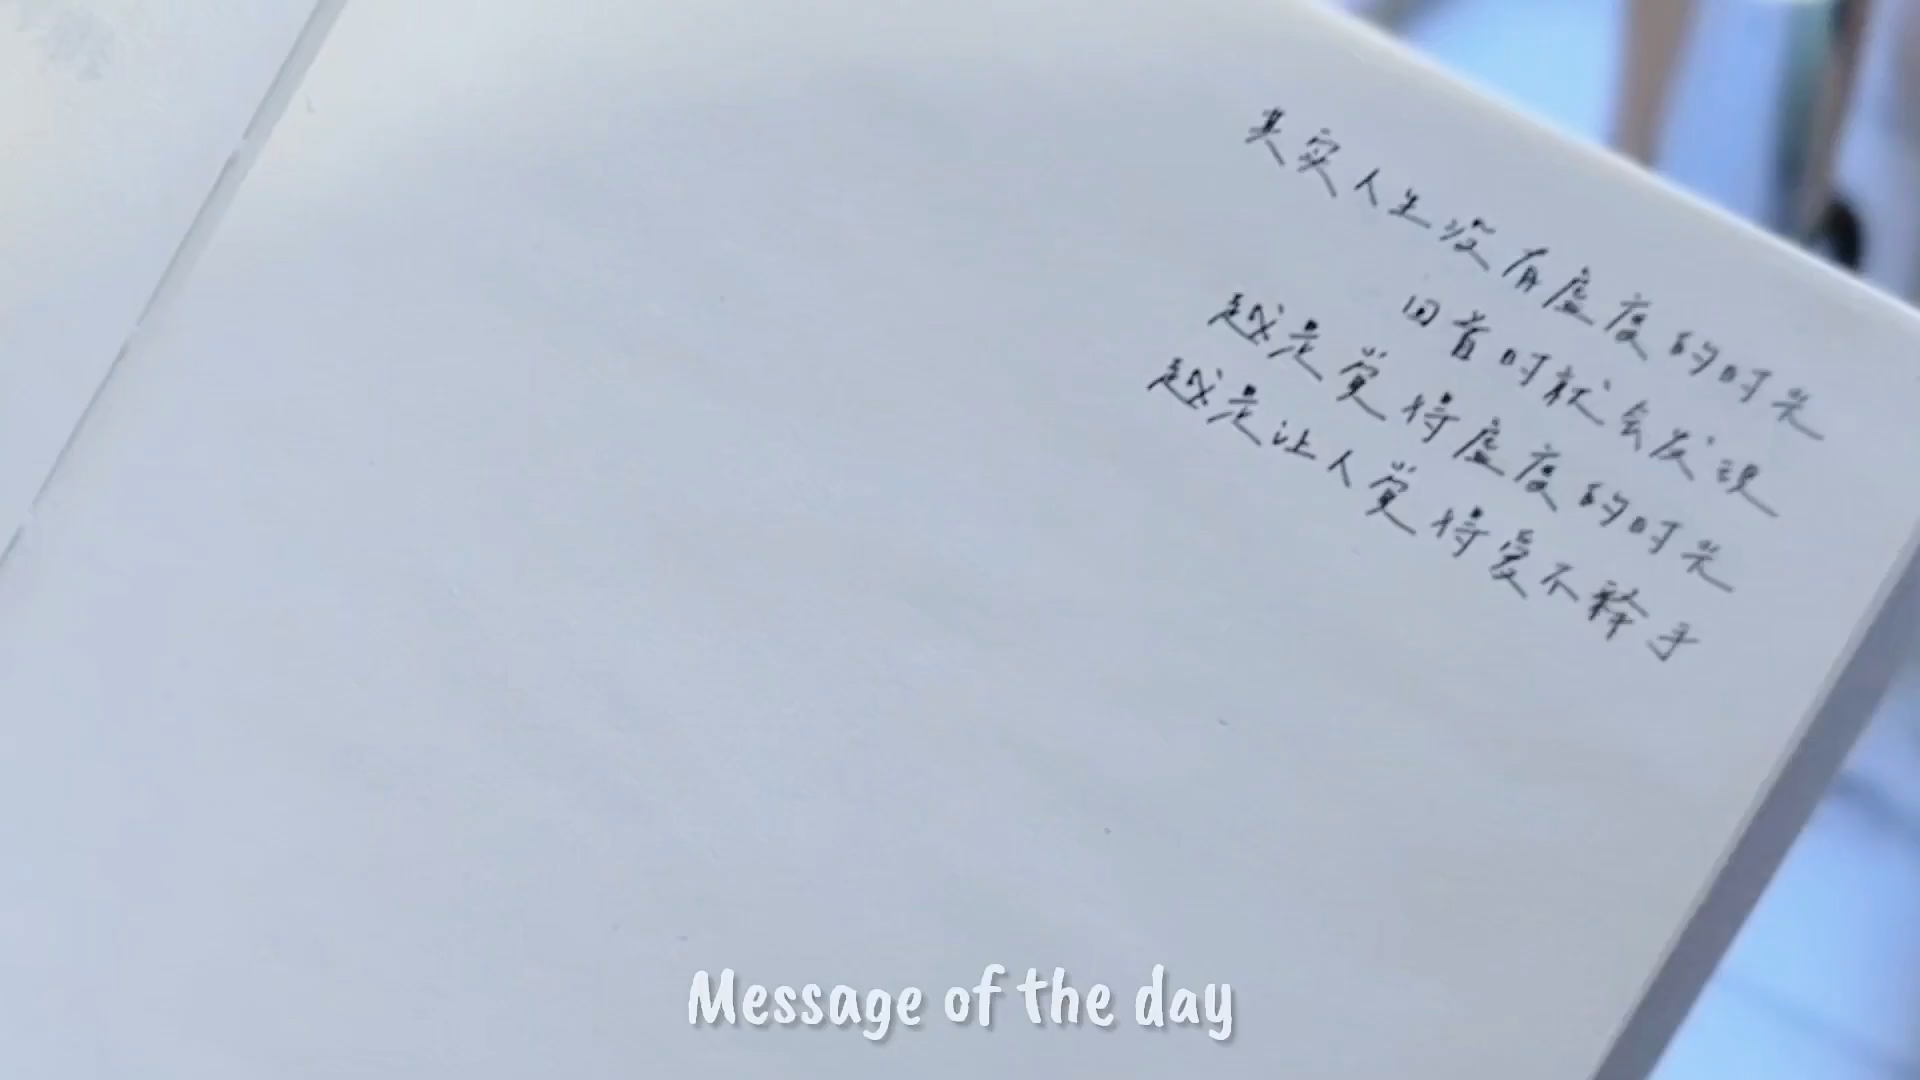 其实人生没有虚度的时光
回首时就会发现
越是觉得虚度的时光
越是让人觉得爱不释手
Message of the day